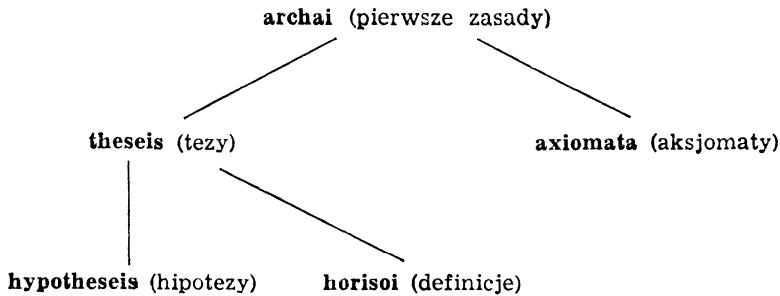 archai (pierwsze zasady)
theseis (tezy) axiomata (aksjomaty)
hypotheseis (hipotezy) horisoi (definicje)